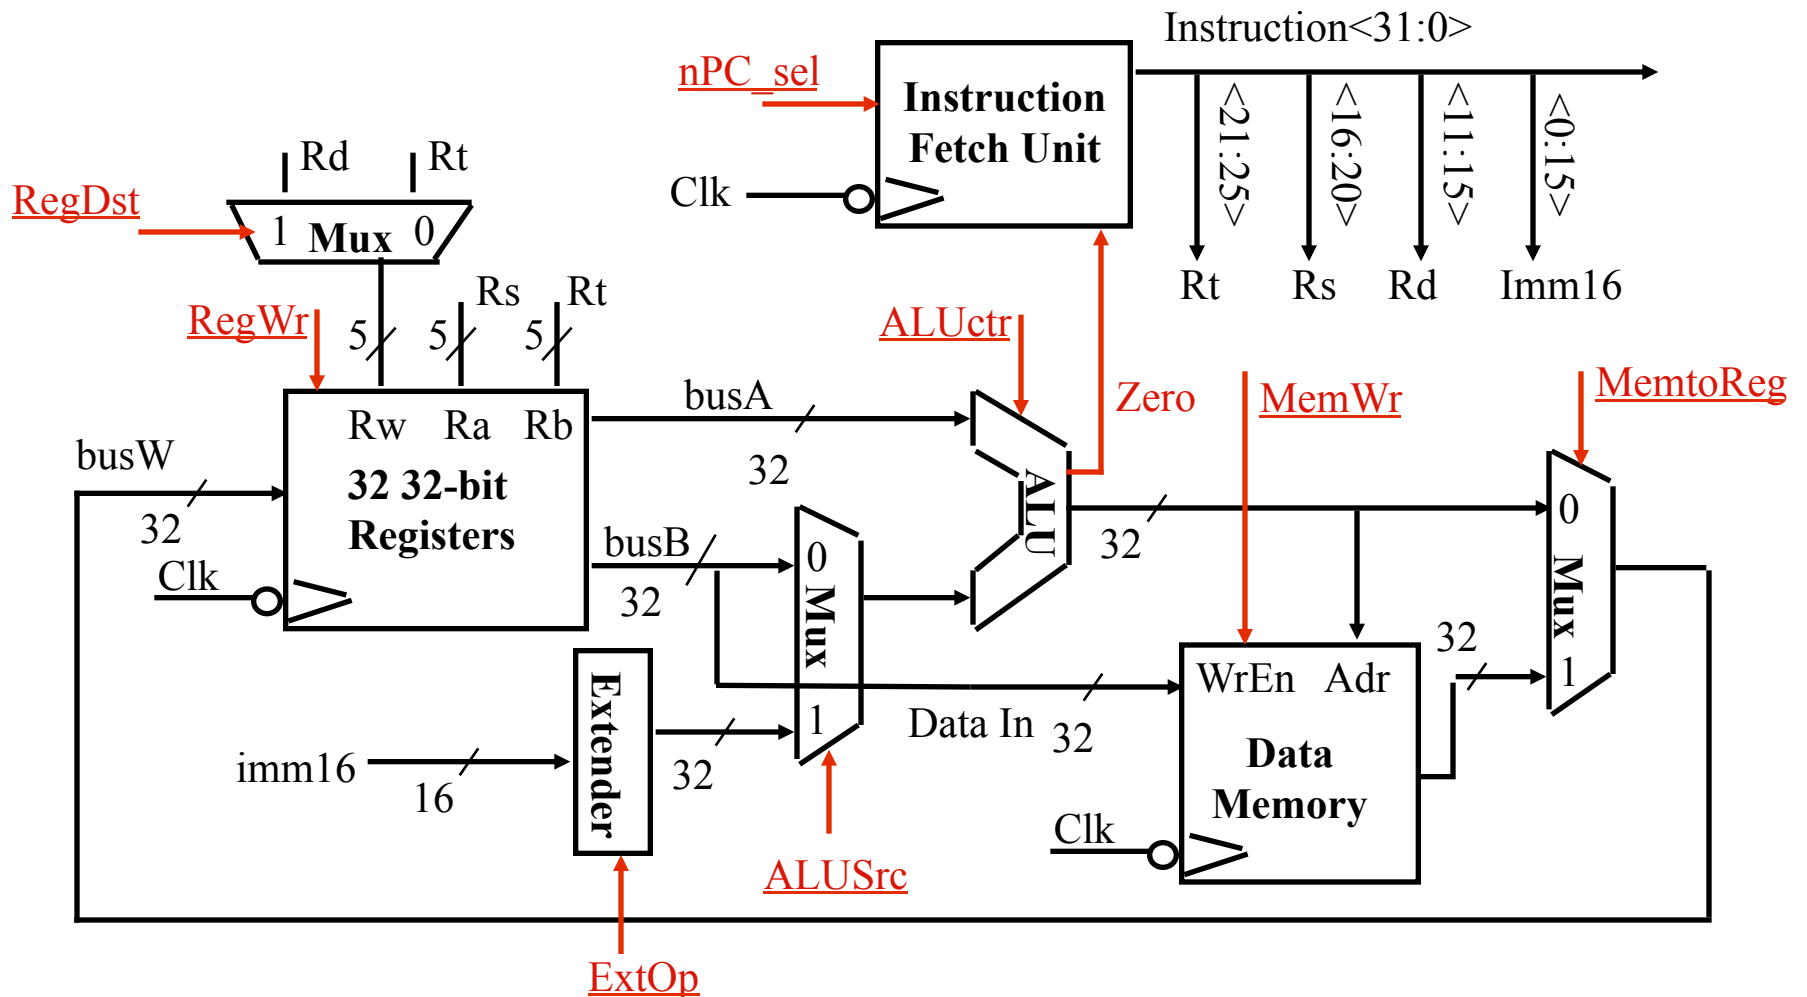 Instruction<31:0>
nPC_sel
Instruction
Fetch Unit
<21:25>
<16:20>
<11:15>
<0:15>
Clk
Rd
Rt
RegDst
1
Mux
0
Rt
Rs
Rd
Imm16
Rs
Rt
RegWr
5
5
5
ALUctr
Zero
MemWr
MemtoReg
busA
32
Rw
Ra
Rb
busW
32
32 32-bit
Registers
Clk
busB
32
0
Mux
1
ALU
32
0
Mux
1
32
WrEn
Adr
Data In
32
Data
Memory
Clk
Extender
imm16
16
32
ALUSrc
ExtOp